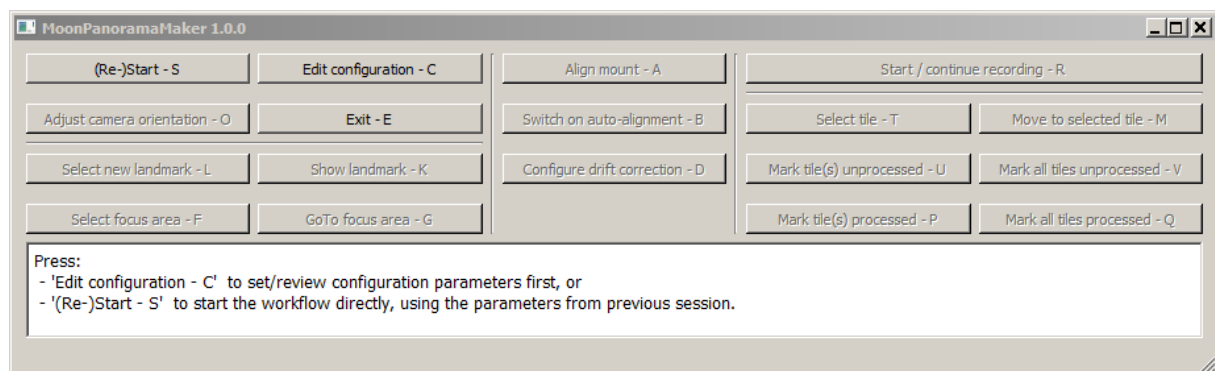 MoonPanoramaMaker 1.0.0
(Re-)Start - S
Edit configuration - C
Align mount - A
Start / continue recording - R
Adjust camera orientation - O
Exit - E
Switch on auto-alignment - B
Select tile - T
Move to selected tile - M
Select new landmark - L
Show landmark - K
Configure drift correction - D
Mark tile(s) unprocessed - U
Mark all tiles unprocessed - V
Select focus area - F
GoTo focus area - G
Mark tile(s) processed - P
Mark all tiles processed - Q
Press:
- 'Edit configuration - C'  to set/review configuration parameters first, or
- '(Re-)Start - S'  to start the workflow directly, using the parameters from previous session.